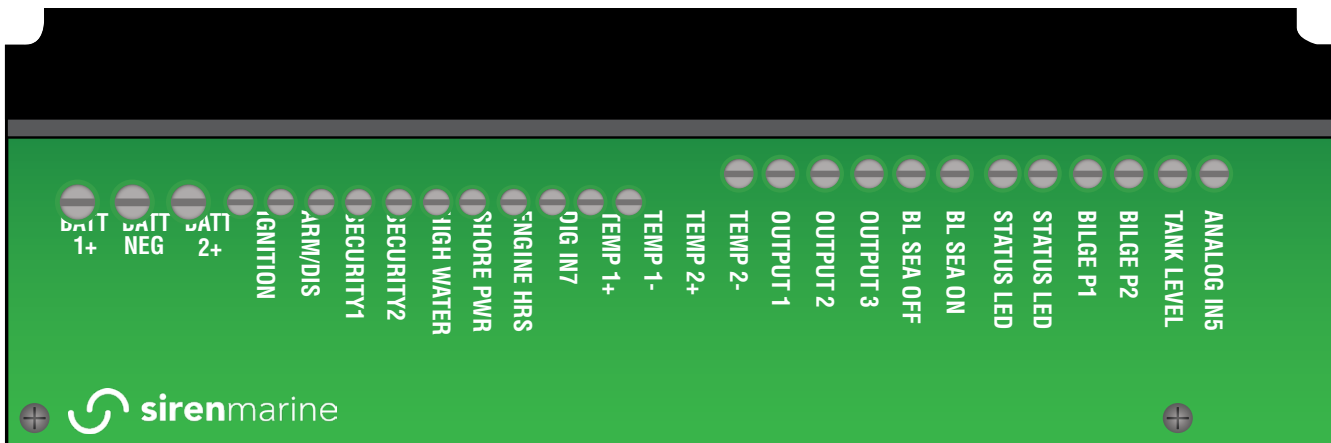 BATT 1+
BATT NEG
BATT 2+
IGNITION
ARM/DIS
SECURITY1
SECURITY2
HIGH WATER
SHORE PWR
ENGINE HRS
DIG IN7
TEMP 1+
TEMP 1-
TEMP 2+
TEMP 2-
OUTPUT 1
OUTPUT 2
OUTPUT 3
BL SEA OFF
BL SEA ON
STATUS LED
STATUS LED
BILGE P1
BILGE P2
TANK LEVEL
ANALOG IN5
sirenmarine